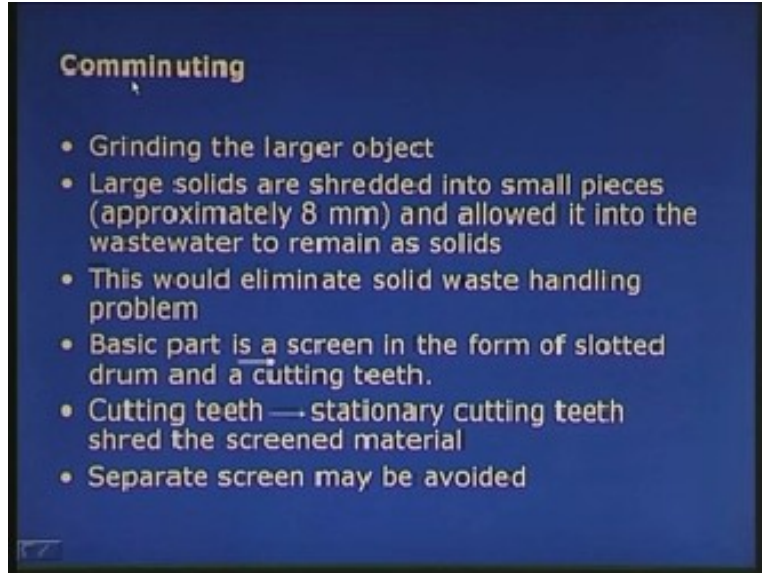 Comminuting
• Grinding the larger object
• Large solids are shredded into small pieces
(approximately 8 mm) and allowed it into the
wastewater to remain as solids
• This would eliminate solid waste handling
problem
• Basic part is a screen in the form of slotted
drum and a cutting teeth.
• Cutting teeth → stationary cutting teeth
shred the screened material
• Separate screen may be avoided